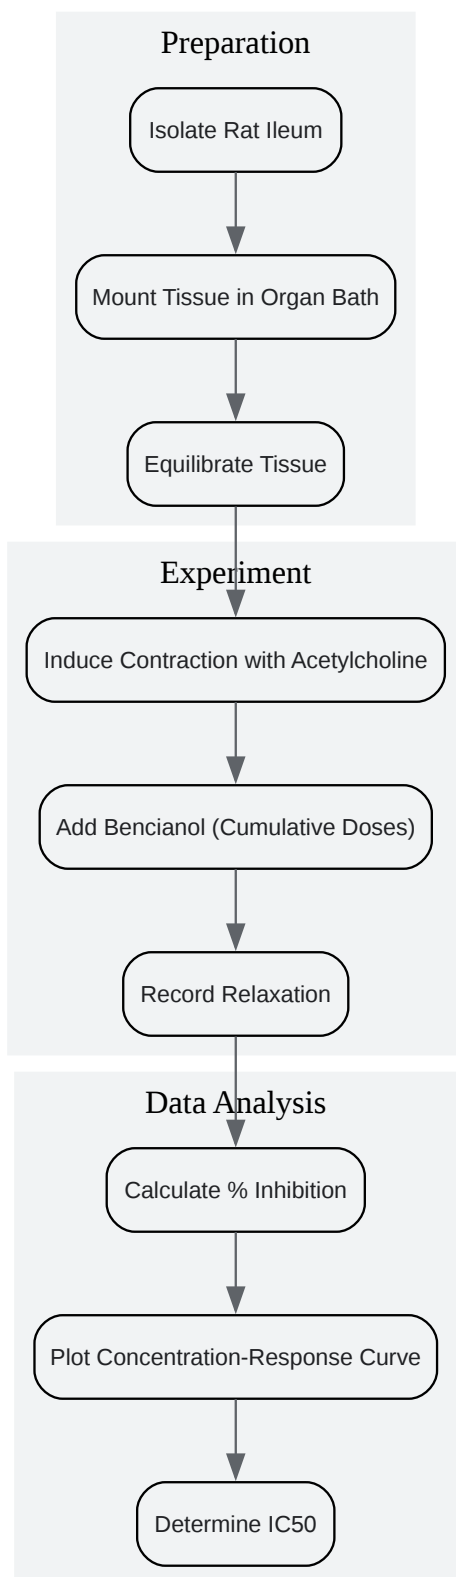 Preparation
Isolate Rat Ileum
Mount Tissue in Organ Bath
Equilibrate Tissue
Experiment
Induce Contraction with Acetylcholine
Add Bencianol (Cumulative Doses)
Record Relaxation
Data Analysis
Calculate % Inhibition
Plot Concentration-Response Curve
Determine IC50